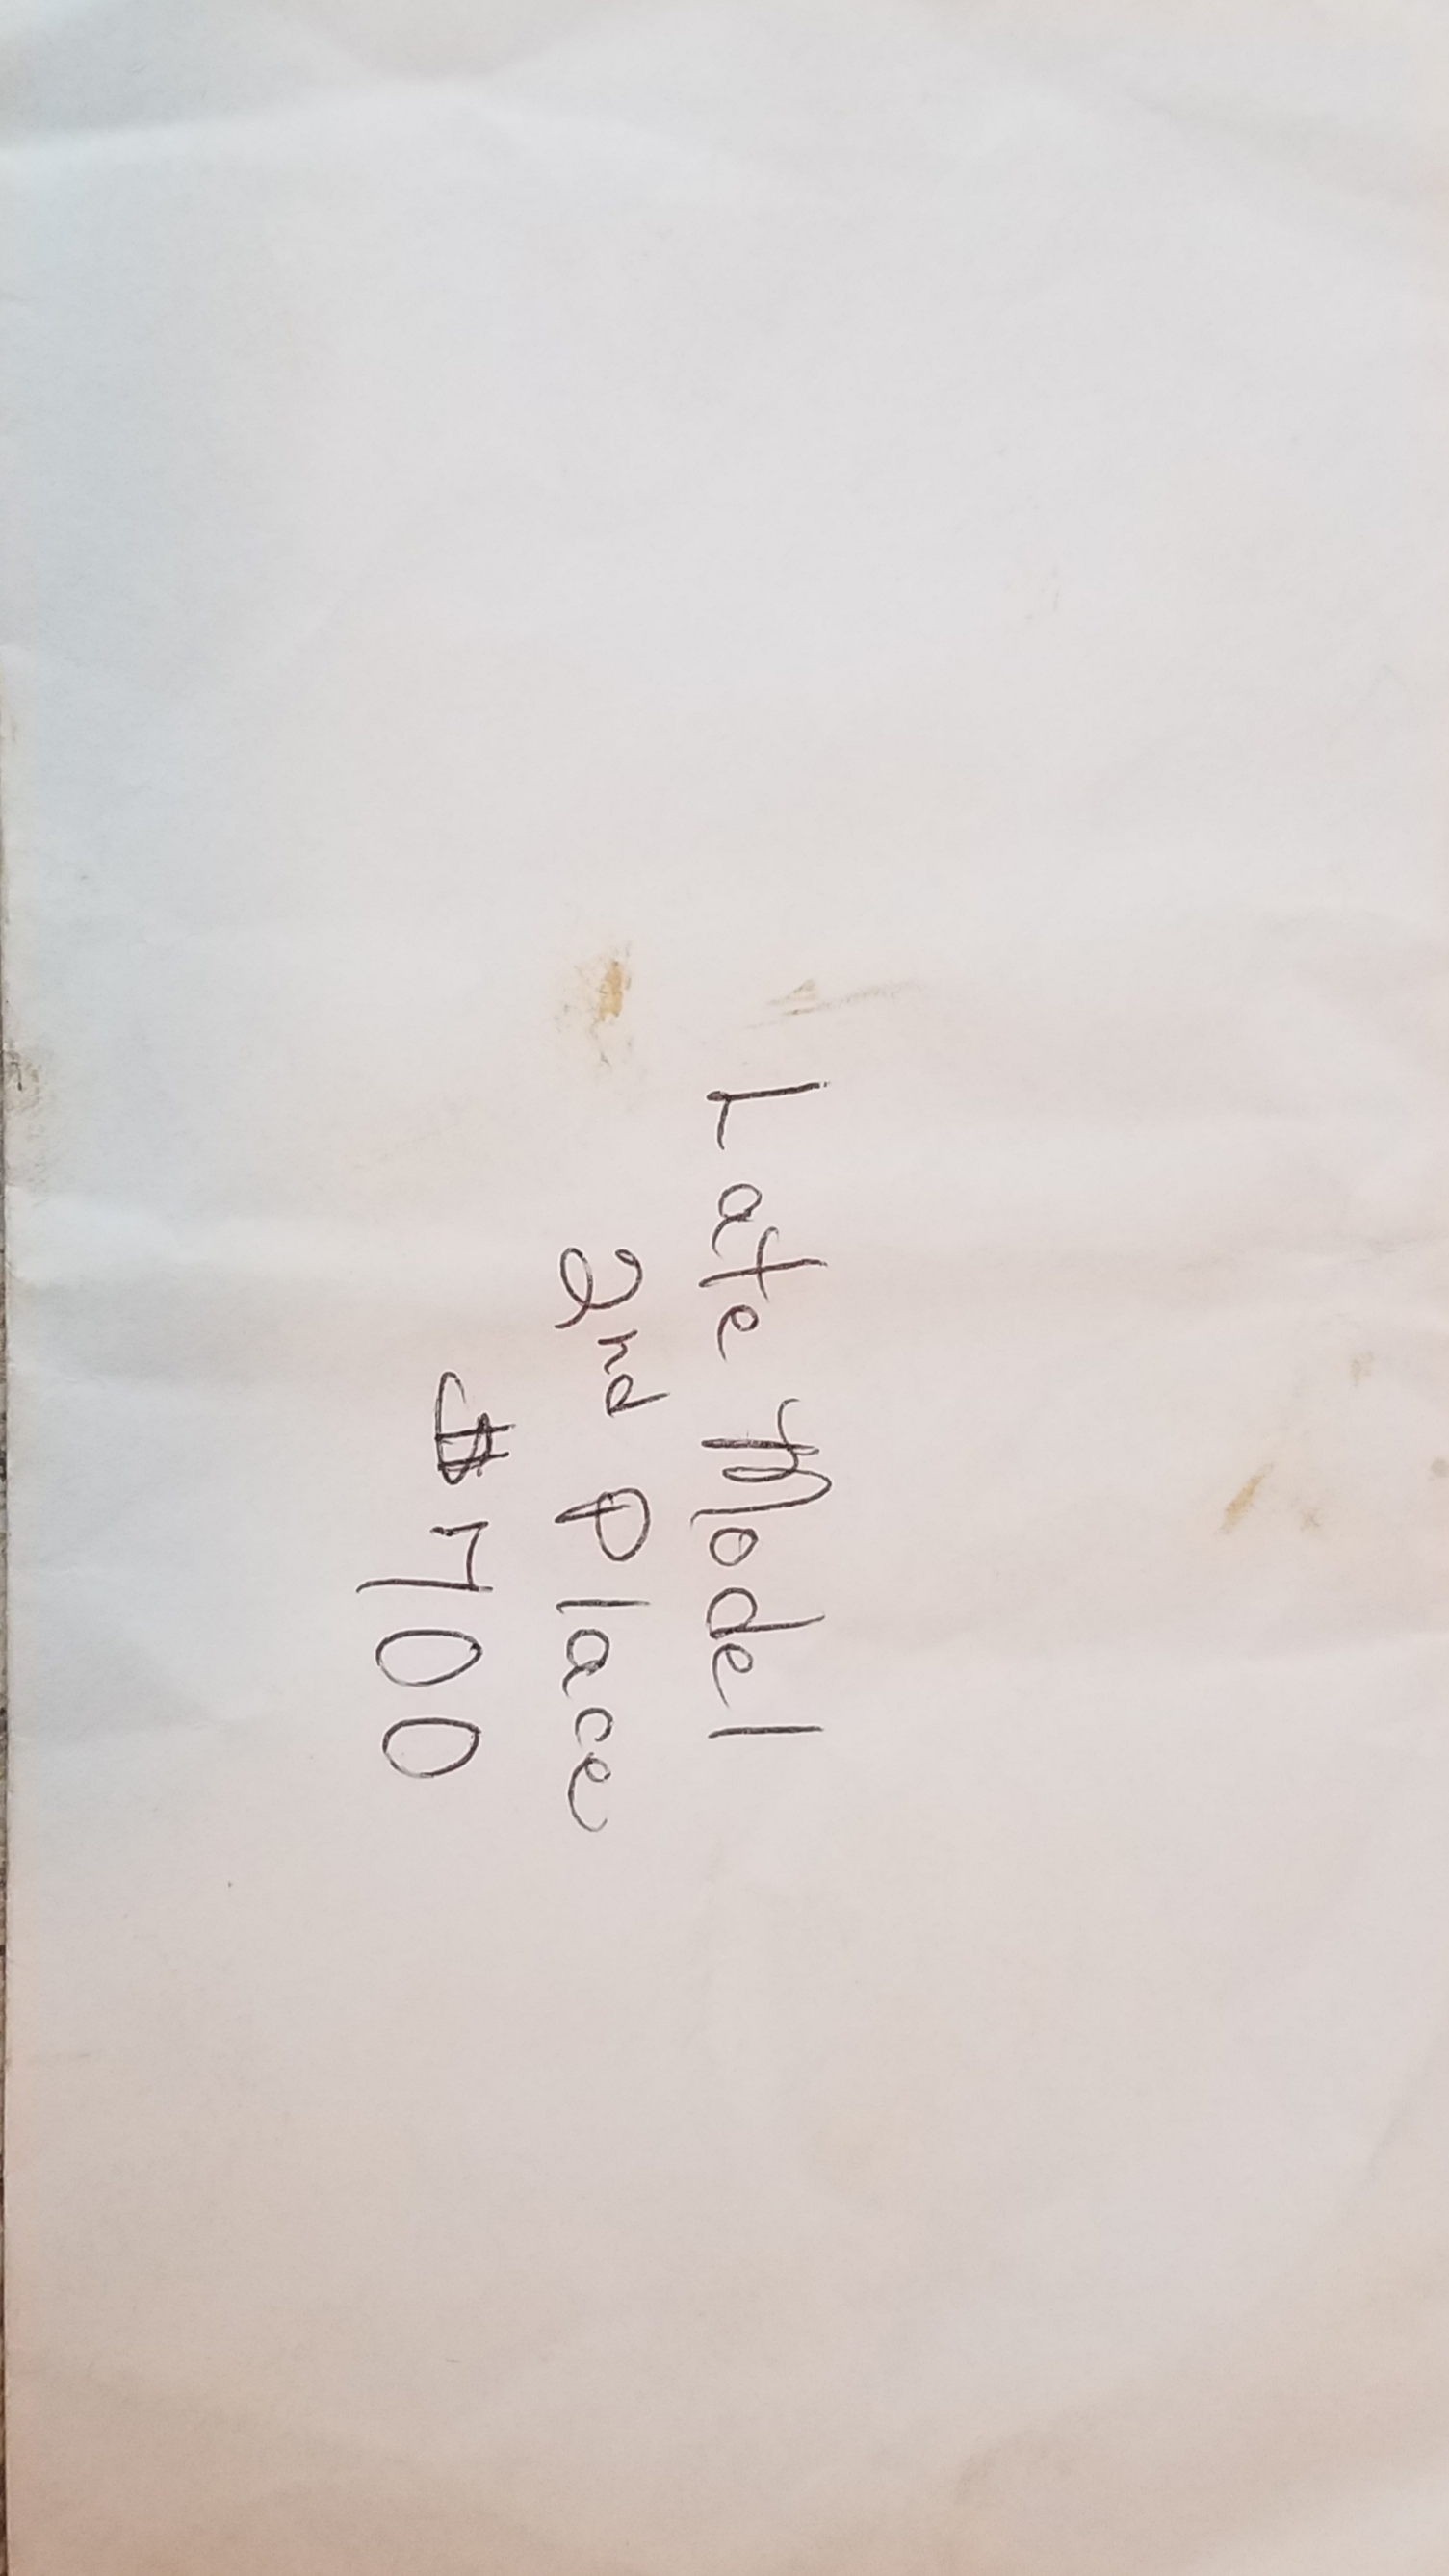 Late Model
2nd Place
$700